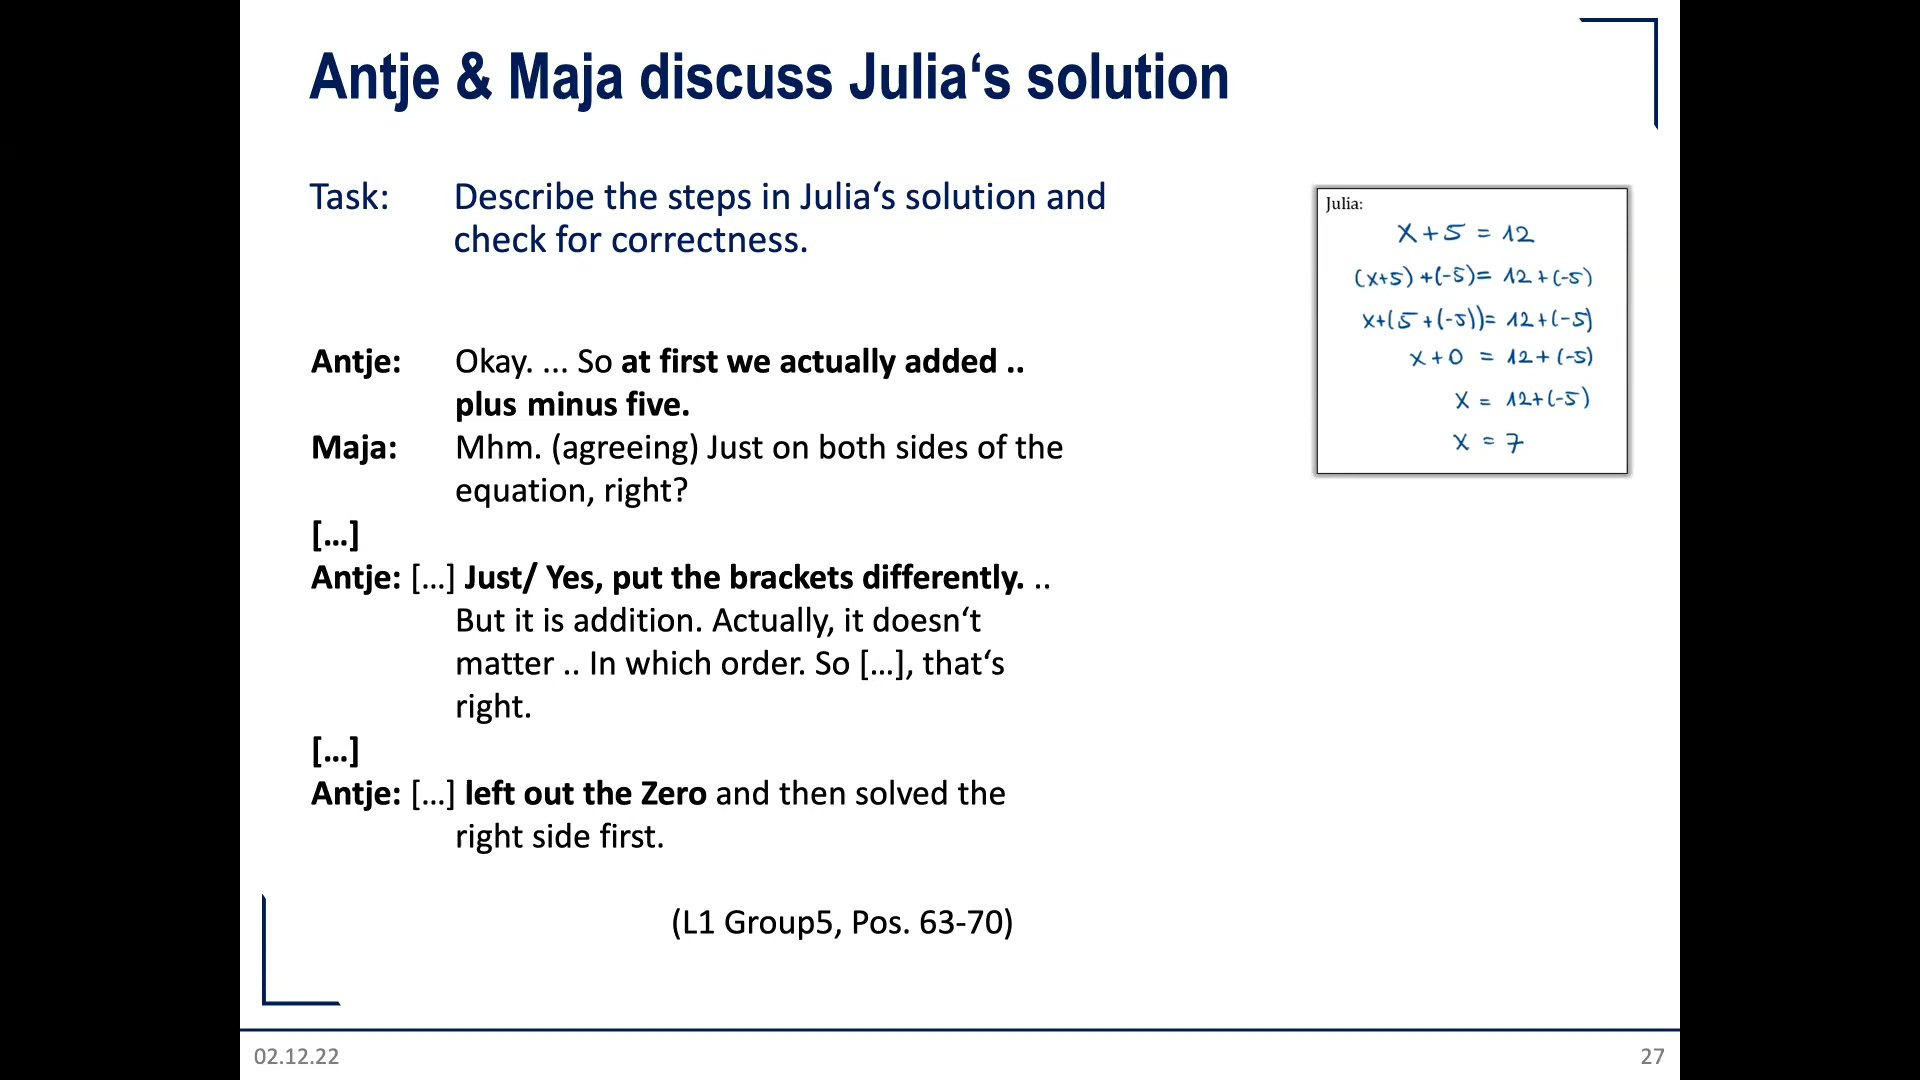 Antje & Maja discuss Julia‘s solution
Task: Describe the steps in Julia‘s solution and
check for correctness.
Antje: Okay. ... So at first we actually added ..
plus minus five.
Maja: Mhm. (agreeing) Just on both sides of the
equation, right?
[...]
Antje: [...] Just/ Yes, put the brackets differently. ..
But it is addition. Actually, it doesn‘t
matter .. In which order. So [...], that‘s
right.
[...]
Antje: [...] left out the Zero and then solved the
right side first.
(L1 Group5, Pos. 63-70)
Julia:
x+5 = 12
(x+5)+(-5)= 12+(-5)
x+(5+(-5))= 12+(-5)
x+0 = 12+(-5)
x = 12+(-5)
x = 7
02.12.22
27